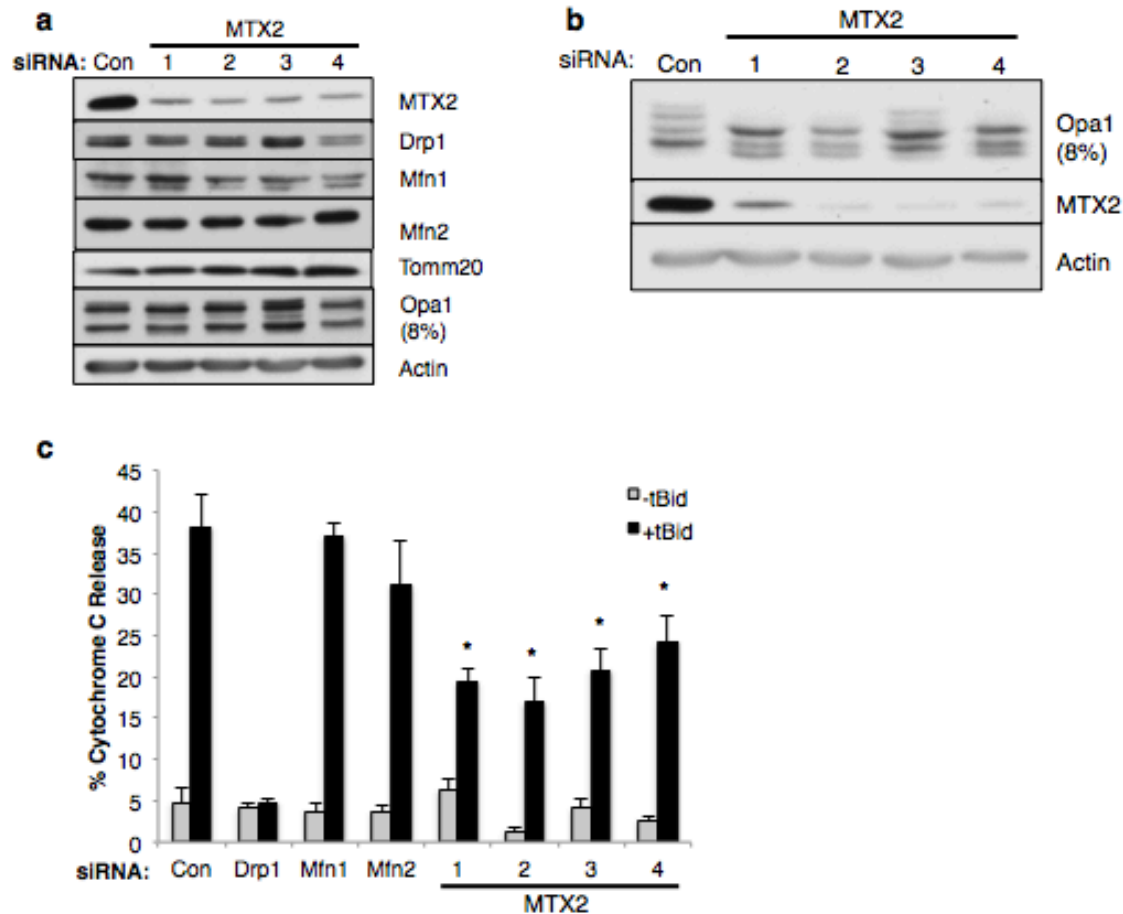 a
MTX2
siRNA: Con 1 2 3 4
MTX2
Drp1
Mfn1
Mfn2
Tomm20
Opa1
(8%)
Actin
b
MTX2
siRNA: Con 1 2 3 4
Opa1
(8%)
MTX2
Actin
c
% Cytochrome C Release
45
40
35
30
25
20
15
10
5
0
-tBid
+tBid
* * * *
siRNA: Con Drp1 Mfn1 Mfn2 1 2 3 4
MTX2